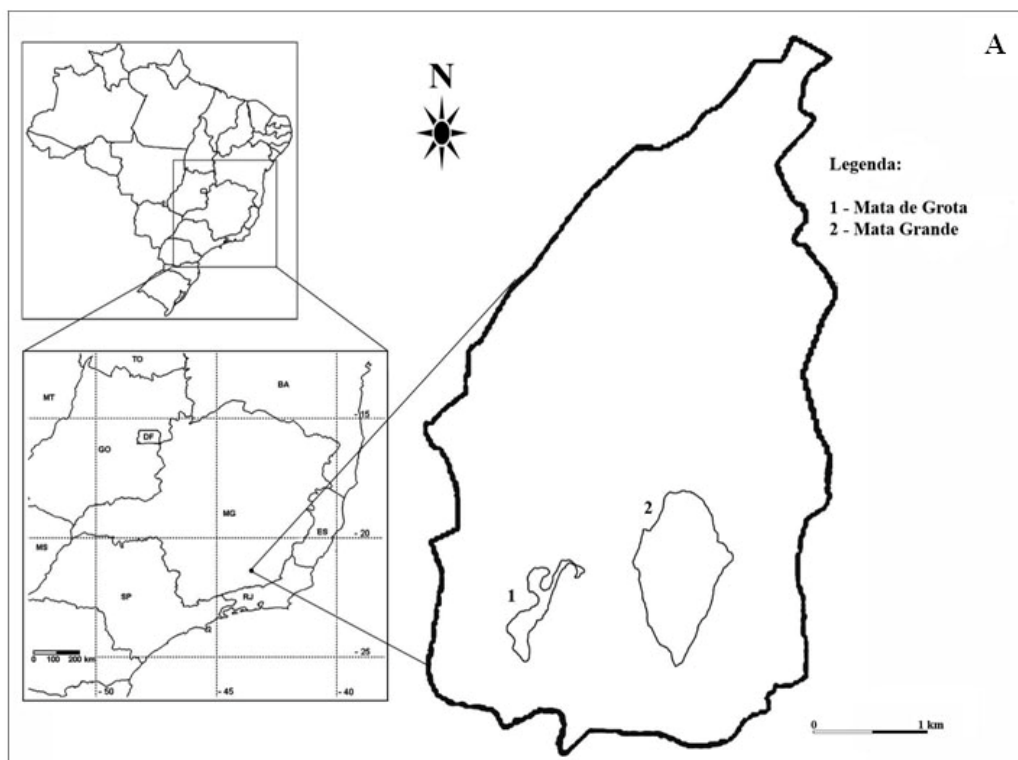 A
N
Legenda:
1 - Mata de Grota
2 - Mata Grande
TO
MT
BA
- 15
DF
GO
MG
ES
- 20
MS
SP
RJ
0 100 200 km
- 25
- 50
- 45
- 40
2
1
0 1 km